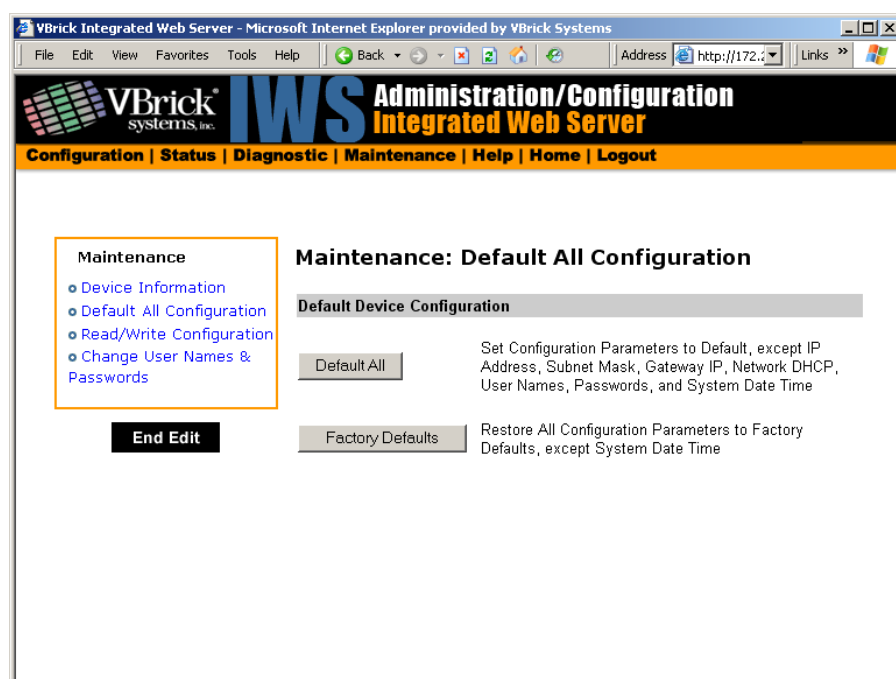 VBrick Integrated Web Server - Microsoft Internet Explorer provided by VBrick Systems
File Edit View Favorites Tools Help Back Address http://172.2 Links »
VBrick systems, inc. IWS Administration/Configuration
Integrated Web Server
Configuration | Status | Diagnostic | Maintenance | Help | Home | Logout
Maintenance
Device Information
Default All Configuration
Read/Write Configuration
Change User Names &
Passwords
End Edit
Maintenance: Default All Configuration
Default Device Configuration
Default All
Set Configuration Parameters to Default, except IP
Address, Subnet Mask, Gateway IP, Network DHCP,
User Names, Passwords, and System Date Time
Factory Defaults
Restore All Configuration Parameters to Factory
Defaults, except System Date Time